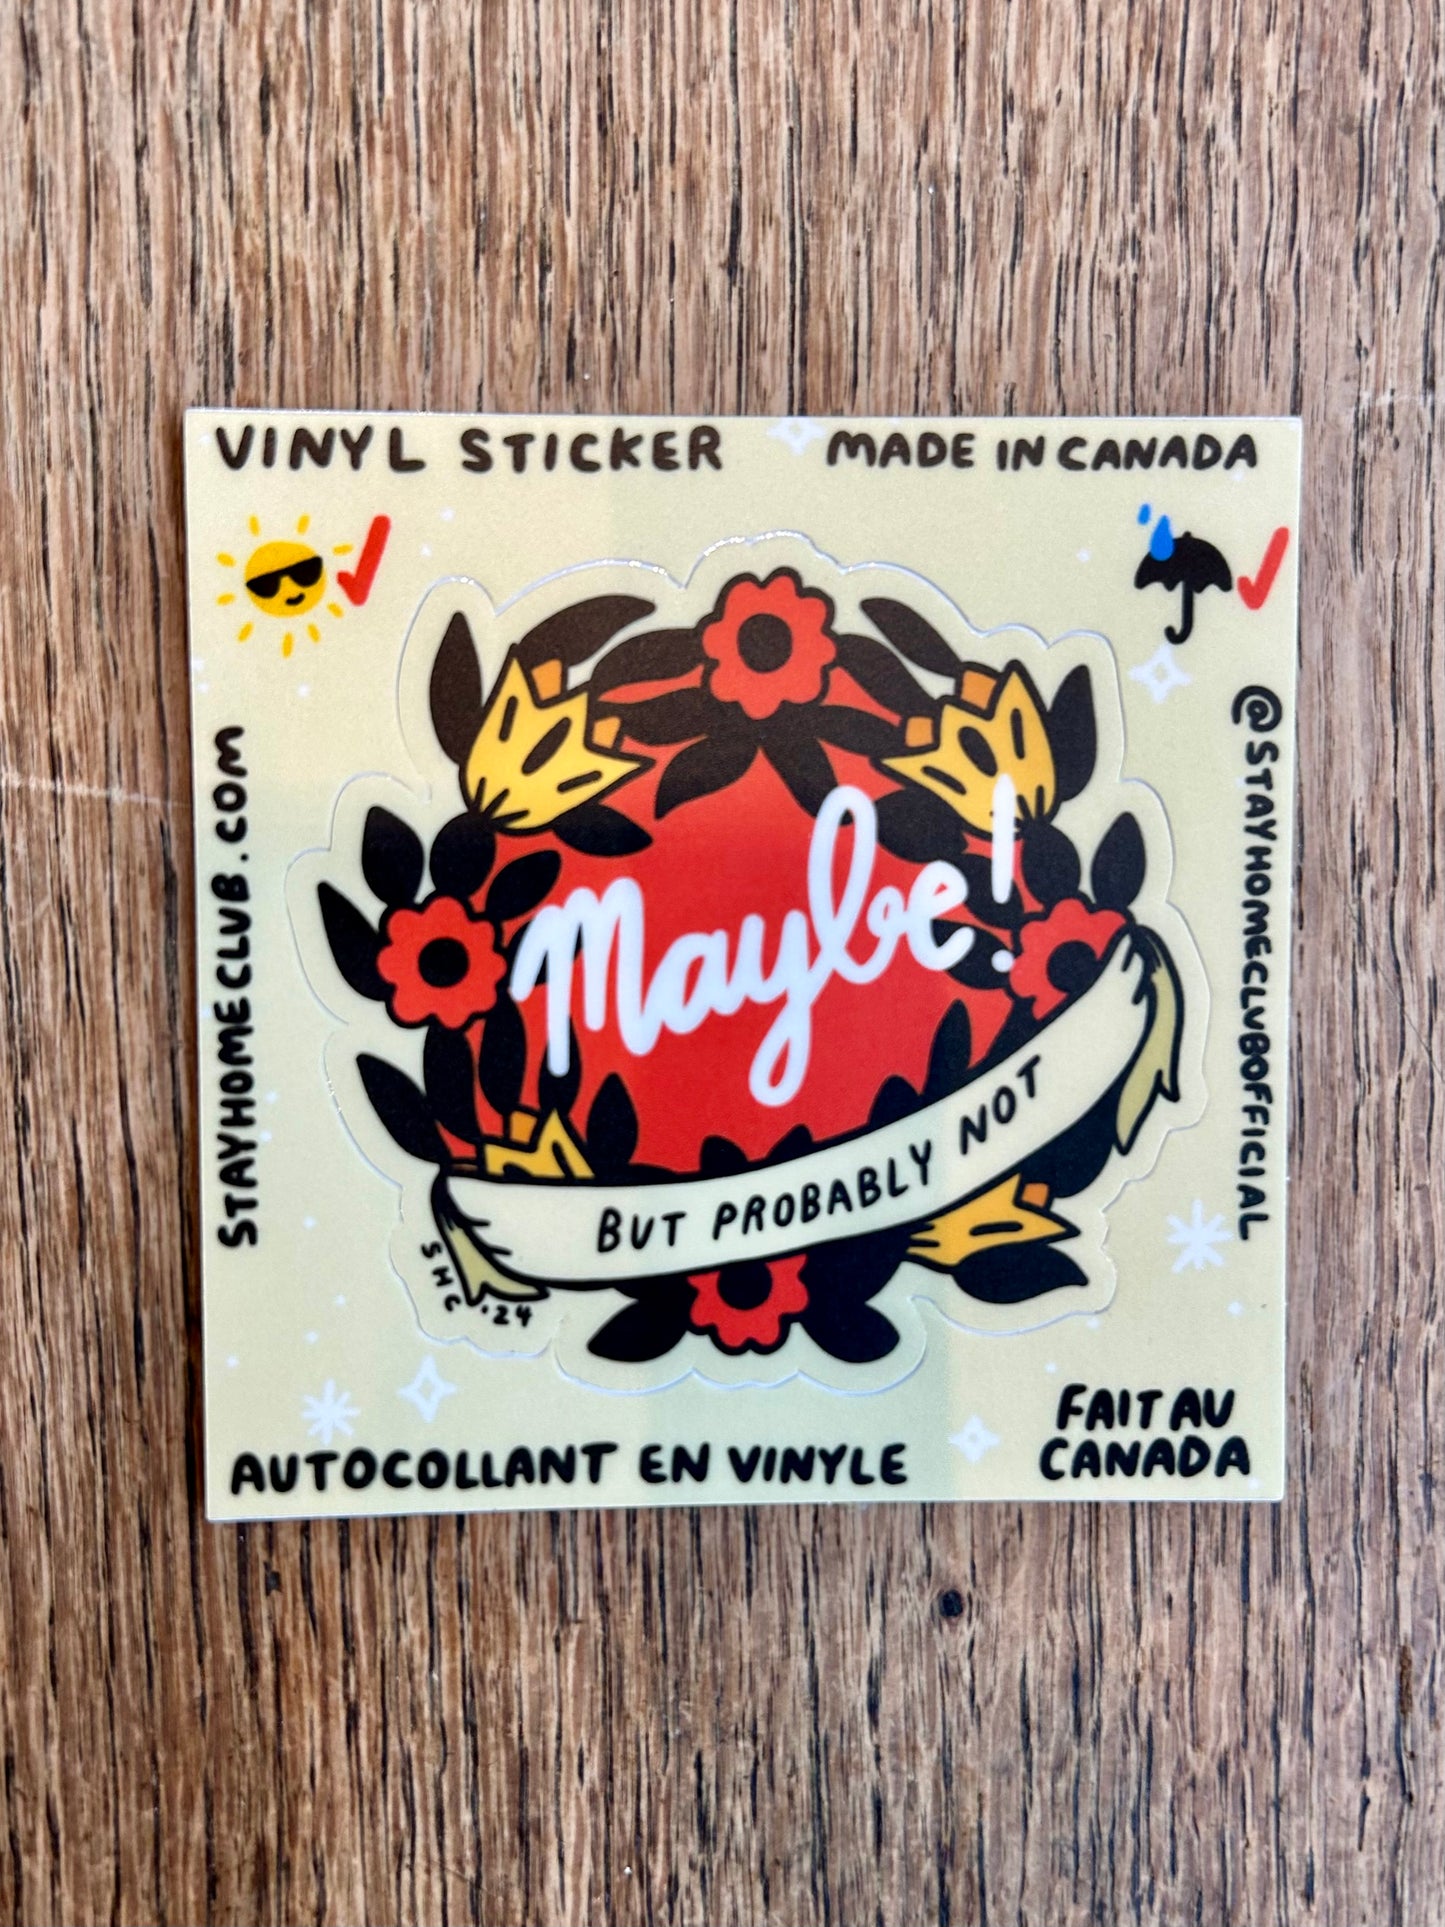 VINYL STICKER
MADE IN CANADA
STAYHOMECLUB.COM
@STAYHOMECLUBOFFICIAL
Maybe!
BUT PROBABLY NOT
SHC '24
AUTOCOLLANT EN VINYLE
FAIT AU
CANADA